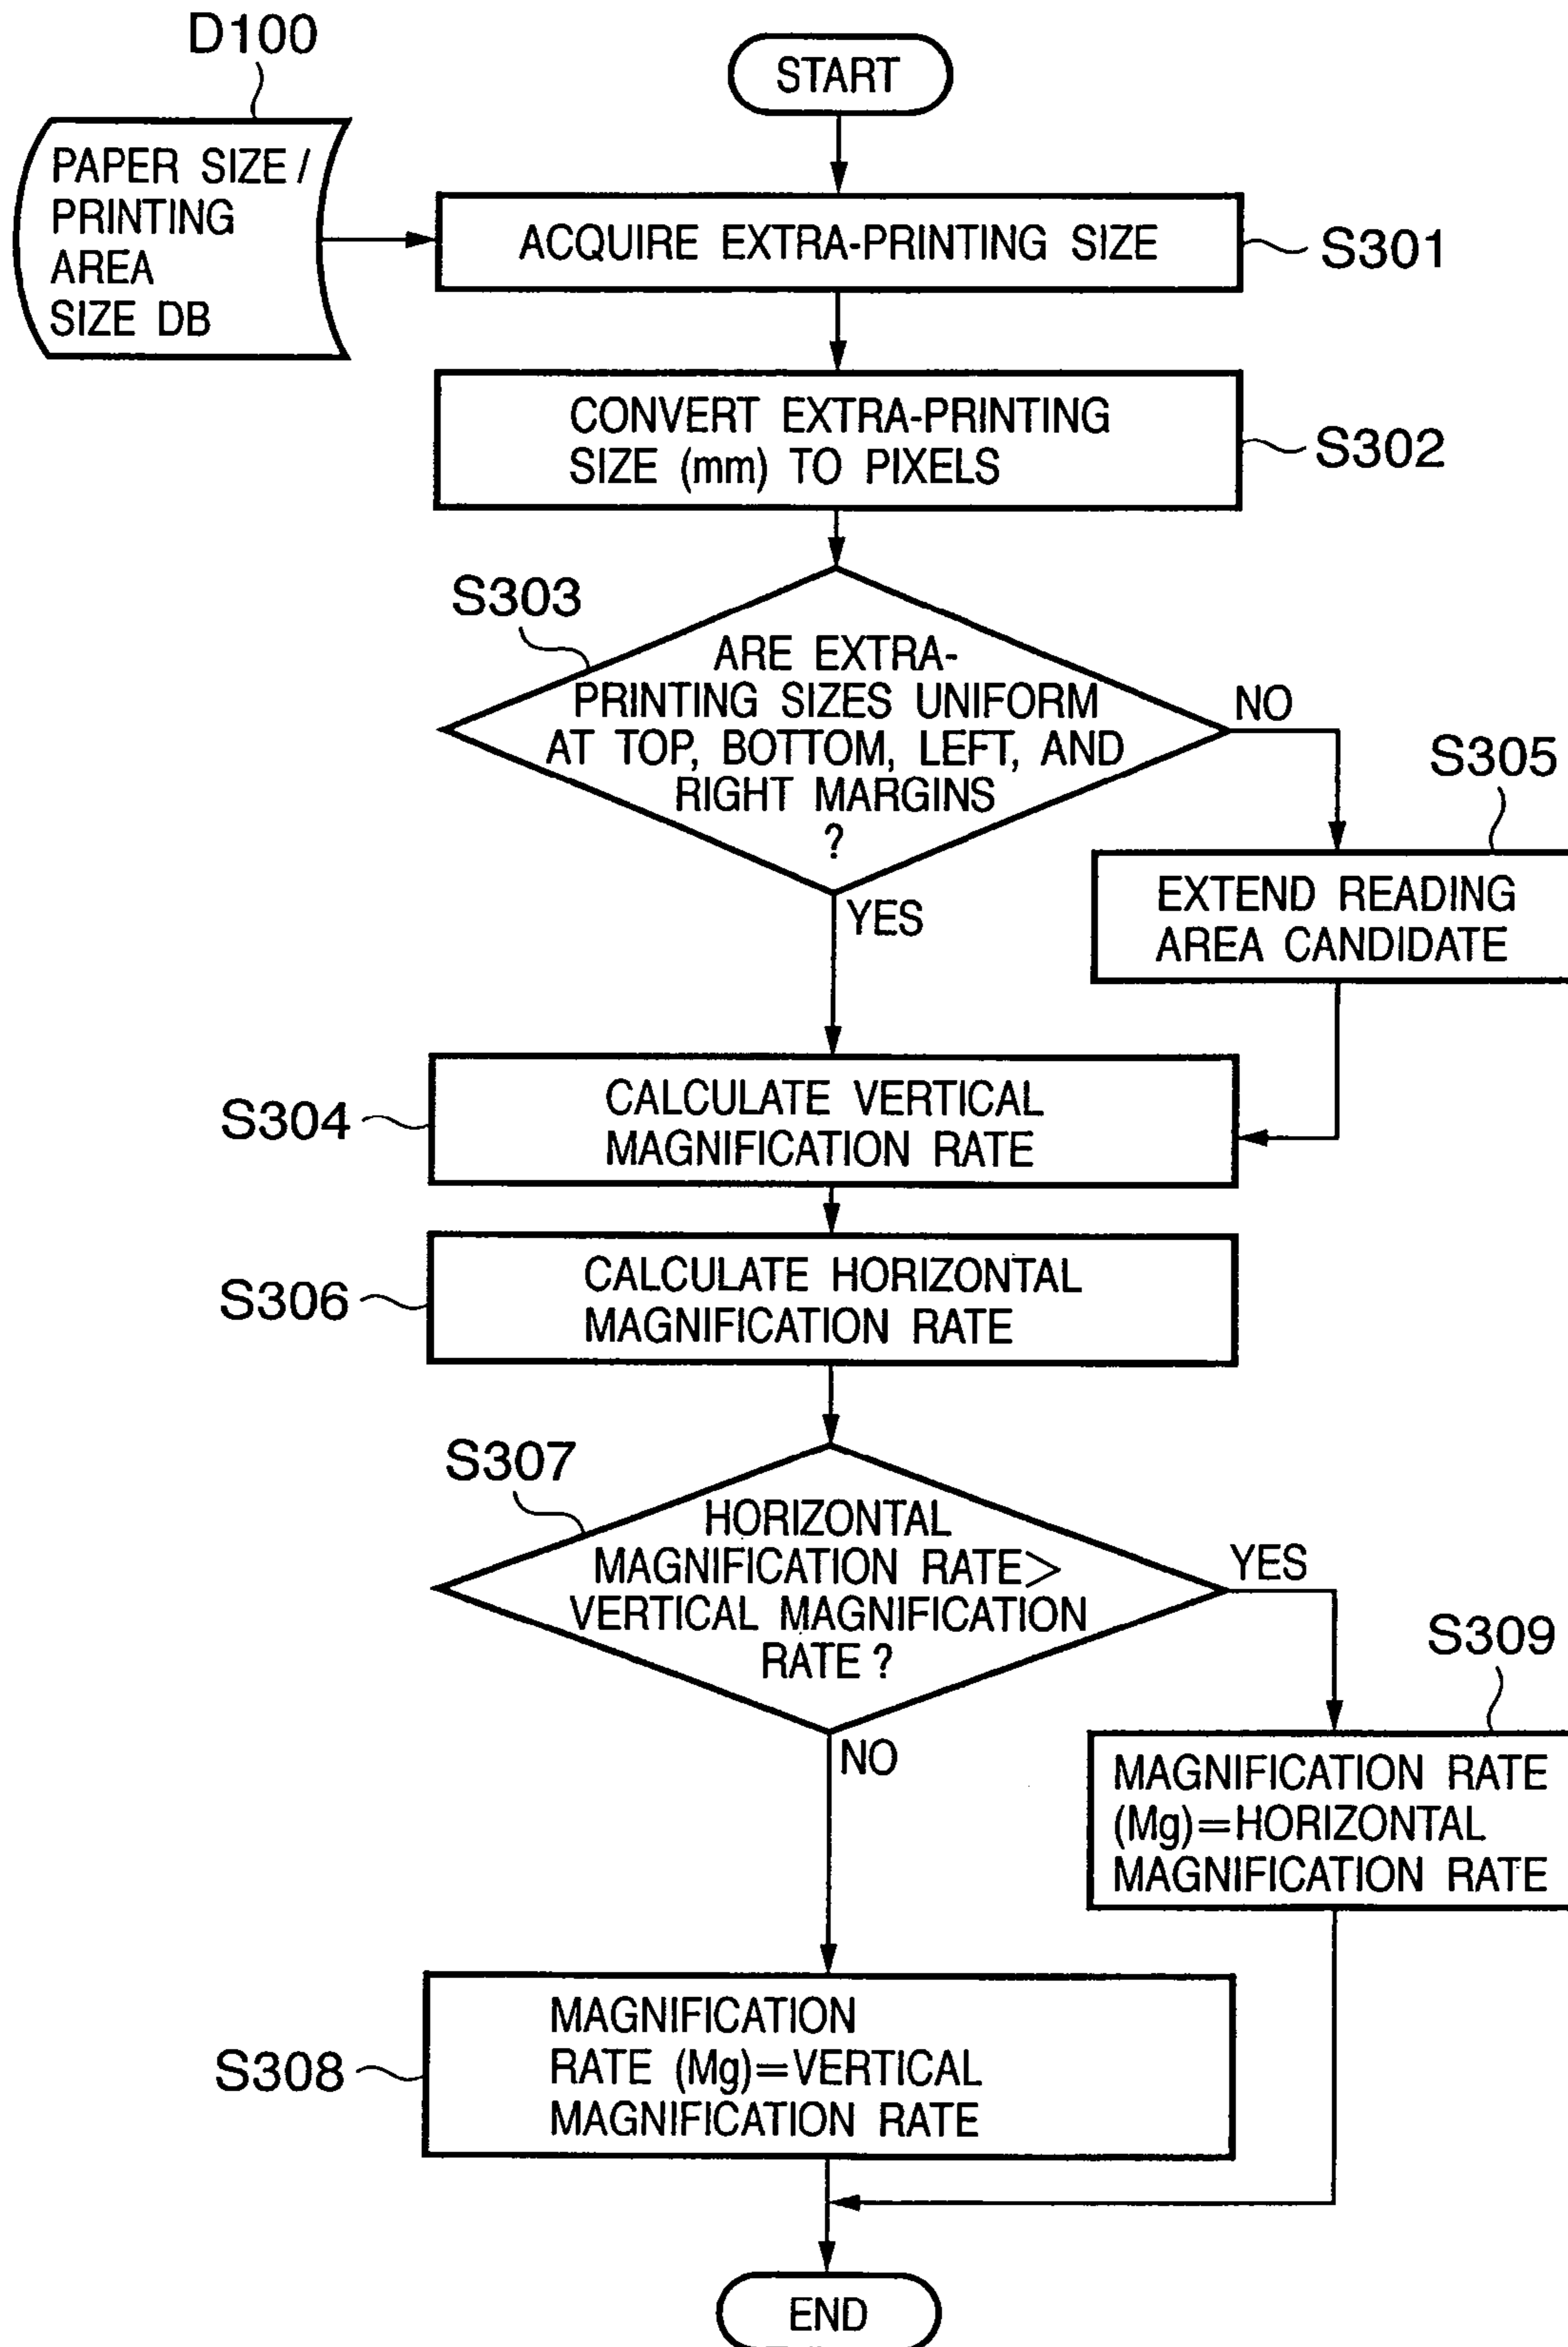 D100
START
PAPER SIZE /
PRINTING
AREA
SIZE DB
ACQUIRE EXTRA-PRINTING SIZE
S301
CONVERT EXTRA-PRINTING
SIZE (mm) TO PIXELS
S302
S303
ARE EXTRA-
PRINTING SIZES UNIFORM
AT TOP, BOTTOM, LEFT, AND
RIGHT MARGINS
?
NO
YES
S305
EXTEND READING
AREA CANDIDATE
S304
CALCULATE VERTICAL
MAGNIFICATION RATE
S306
CALCULATE HORIZONTAL
MAGNIFICATION RATE
S307
HORIZONTAL
MAGNIFICATION RATE>
VERTICAL MAGNIFICATION
RATE ?
YES
NO
S309
MAGNIFICATION RATE
(Mg)=HORIZONTAL
MAGNIFICATION RATE
S308
MAGNIFICATION
RATE (Mg)=VERTICAL
MAGNIFICATION RATE
END